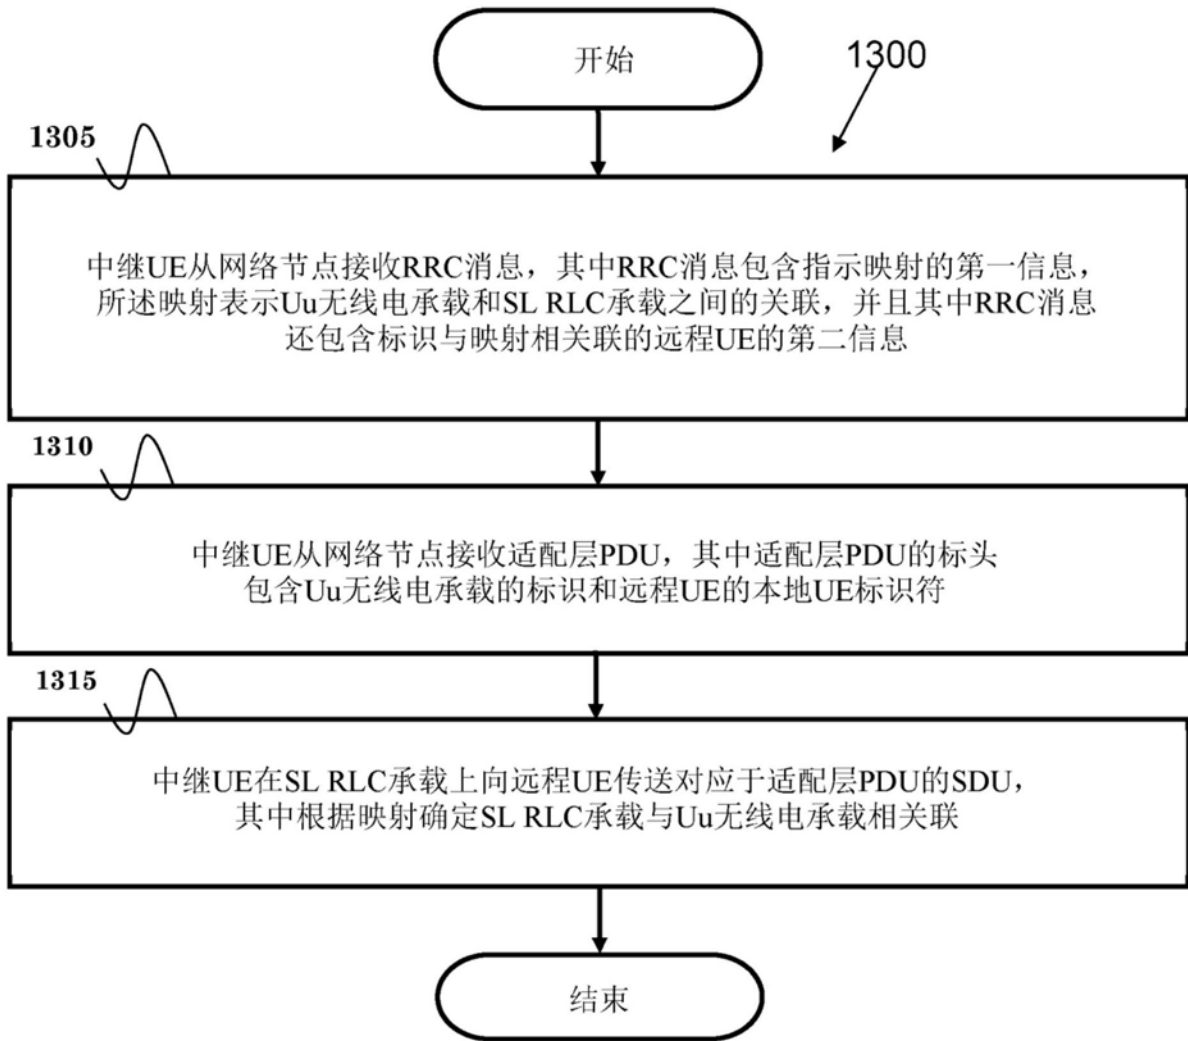 开始
1300
1305
中继UE从网络节点接收RRC消息，其中RRC消息包含指示映射的第一信息，
所述映射表示Uu无线电承载和SL RLC承载之间的关联，并且其中RRC消息
还包含标识与映射相关联的远程UE的第二信息
1310
中继UE从网络节点接收适配层PDU，其中适配层PDU的标头
包含Uu无线电承载的标识和远程UE的本地UE标识符
1315
中继UE在SL RLC承载上向远程UE传送对应于适配层PDU的SDU，
其中根据映射确定SL RLC承载与Uu无线电承载相关联
结束